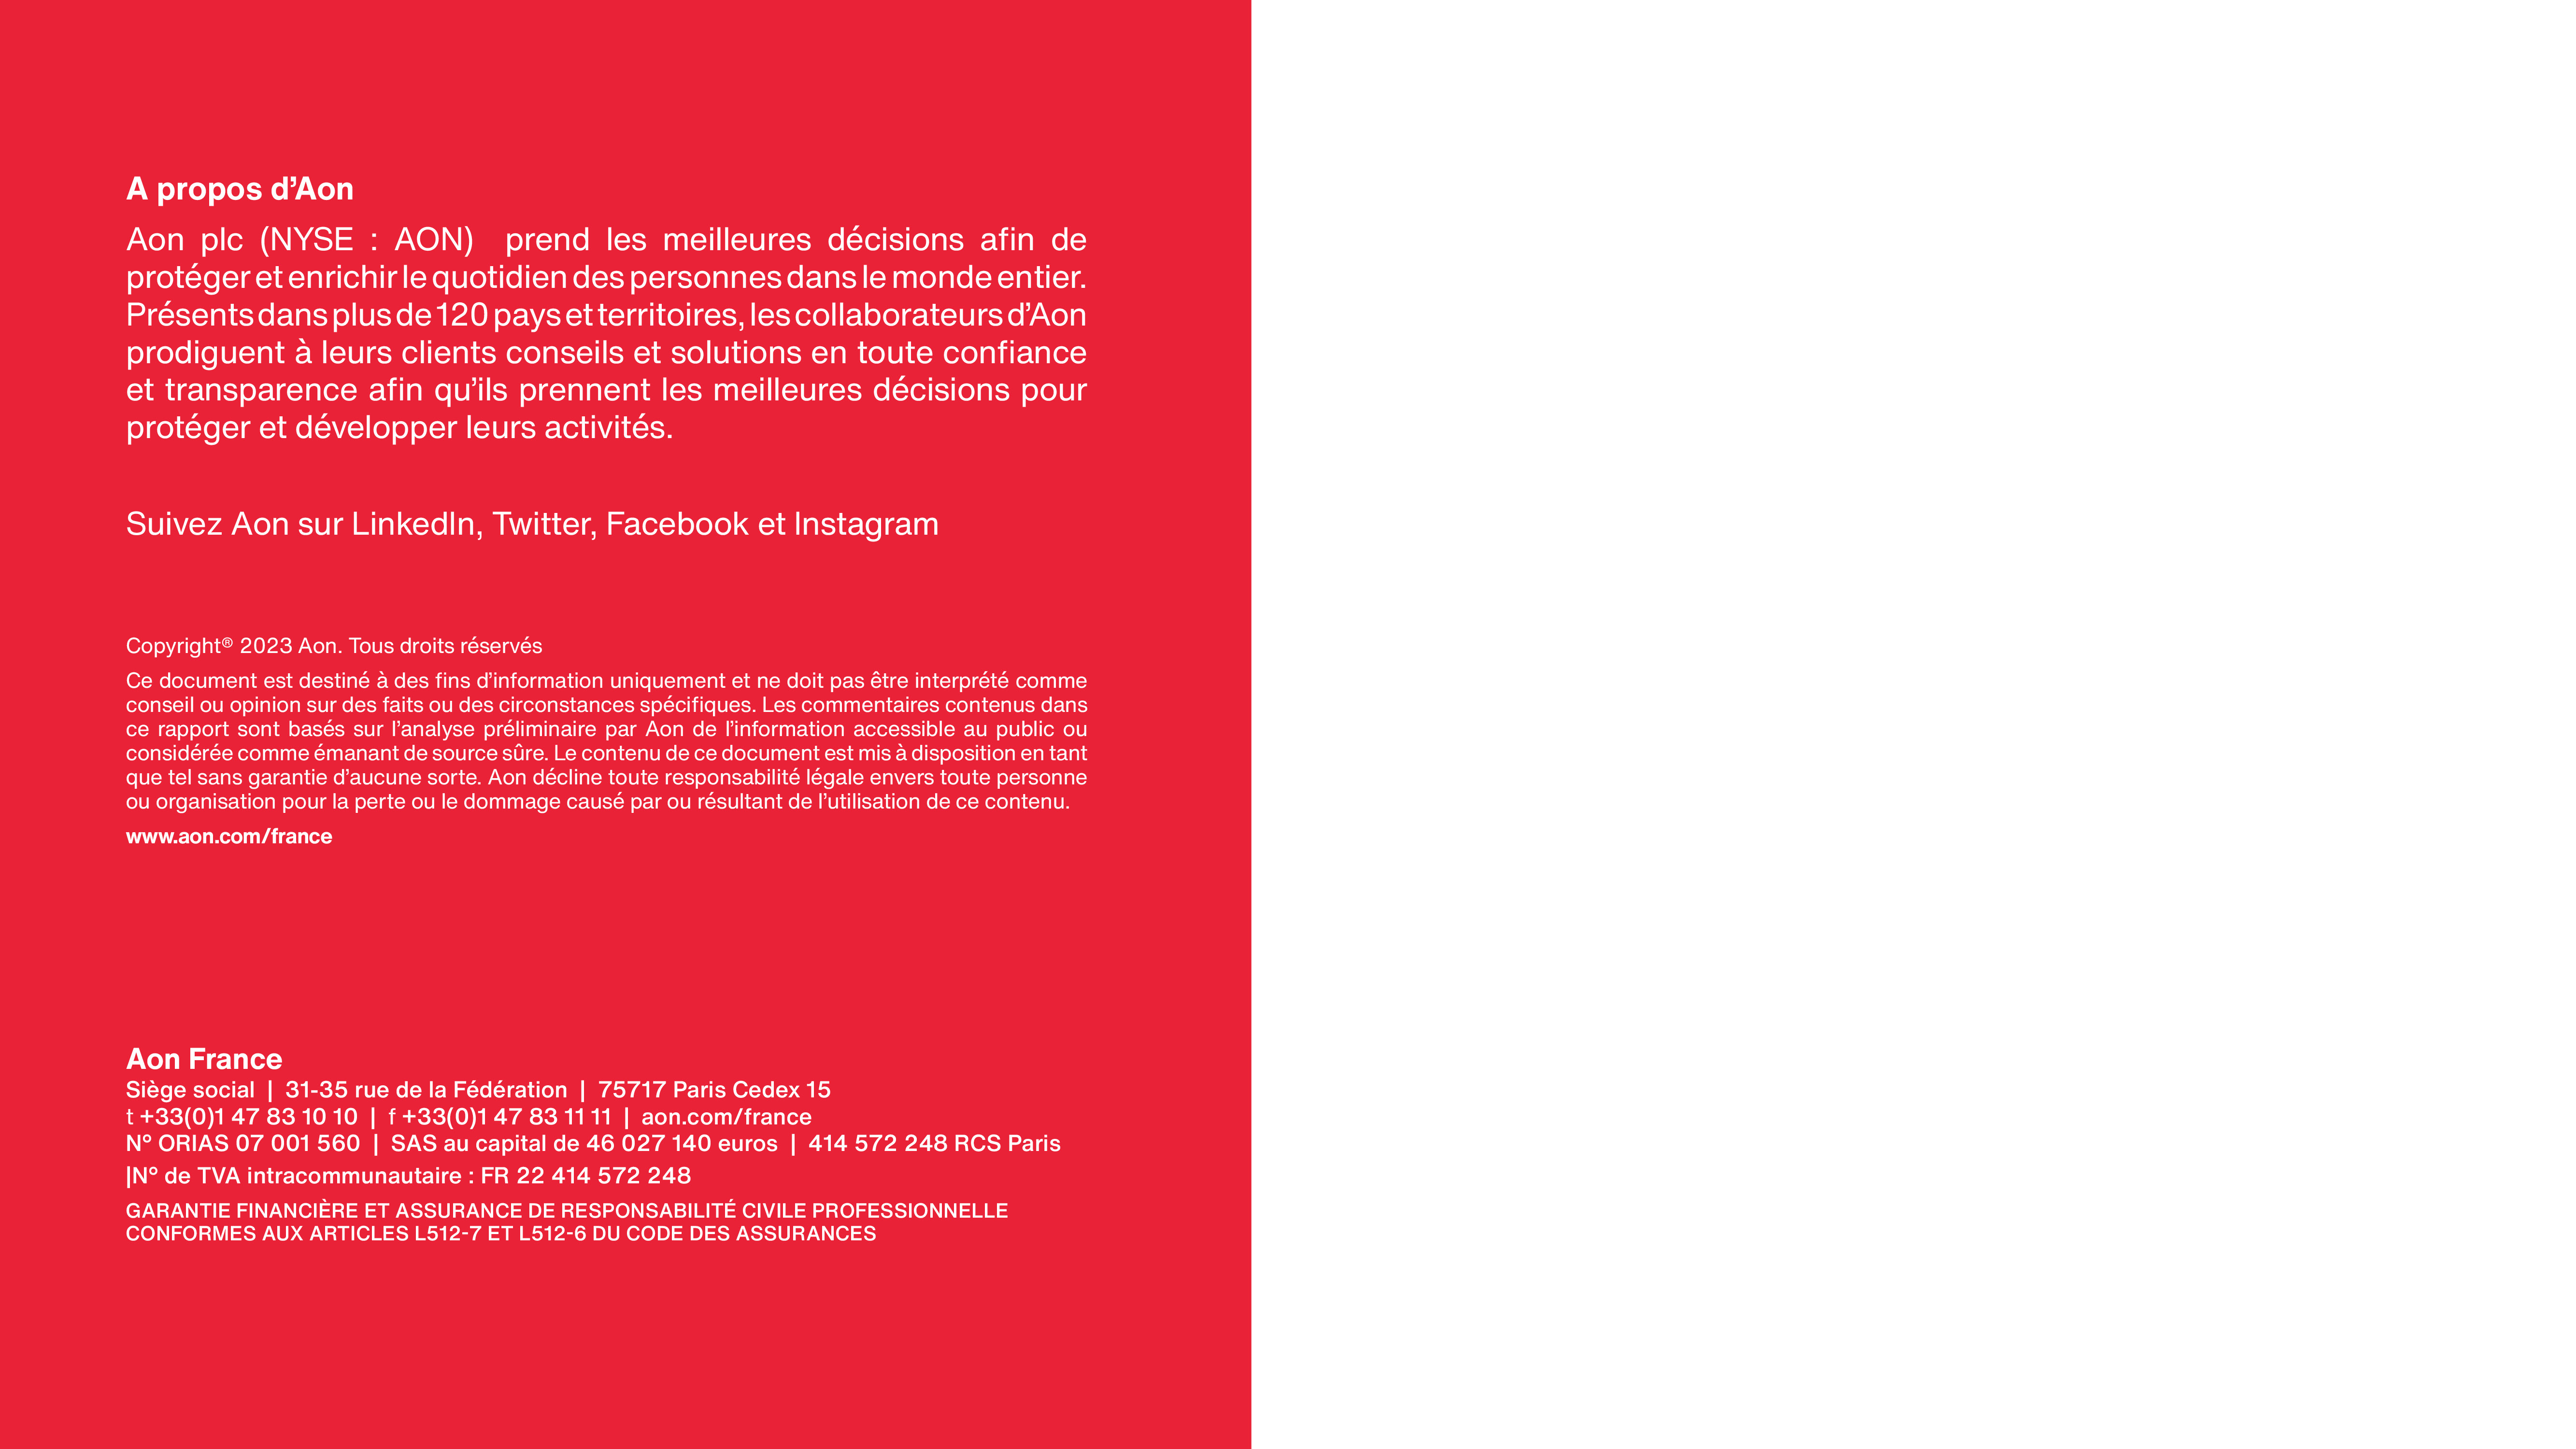 A propos d’Aon
Aon plc (NYSE : AON) prend les meilleures décisions afin de
protéger et enrichir le quotidien des personnes dans le monde entier.
Présents dans plus de 120 pays et territoires, les collaborateurs d’Aon
prodiguent à leurs clients conseils et solutions en toute confiance
et transparence afin qu’ils prennent les meilleures décisions pour
protéger et développer leurs activités.
Suivez Aon sur LinkedIn, Twitter, Facebook et Instagram
Copyright® 2023 Aon. Tous droits réservés
Ce document est destiné à des fins d’information uniquement et ne doit pas être interprété comme
conseil ou opinion sur des faits ou des circonstances spécifiques. Les commentaires contenus dans
ce rapport sont basés sur l’analyse préliminaire par Aon de l’information accessible au public ou
considérée comme émanant de source sûre. Le contenu de ce document est mis à disposition en tant
que tel sans garantie d’aucune sorte. Aon décline toute responsabilité légale envers toute personne
ou organisation pour la perte ou le dommage causé par ou résultant de l’utilisation de ce contenu.
www.aon.com/france
Aon France
Siège social | 31-35 rue de la Fédération | 75717 Paris Cedex 15
t +33(0)1 47 83 10 10 | f +33(0)1 47 83 11 11 | aon.com/france
N° ORIAS 07 001 560 | SAS au capital de 46 027 140 euros | 414 572 248 RCS Paris
|N° de TVA intracommunautaire : FR 22 414 572 248
GARANTIE FINANCIÈRE ET ASSURANCE DE RESPONSABILITÉ CIVILE PROFESSIONNELLE
CONFORMES AUX ARTICLES L512-7 ET L512-6 DU CODE DES ASSURANCES